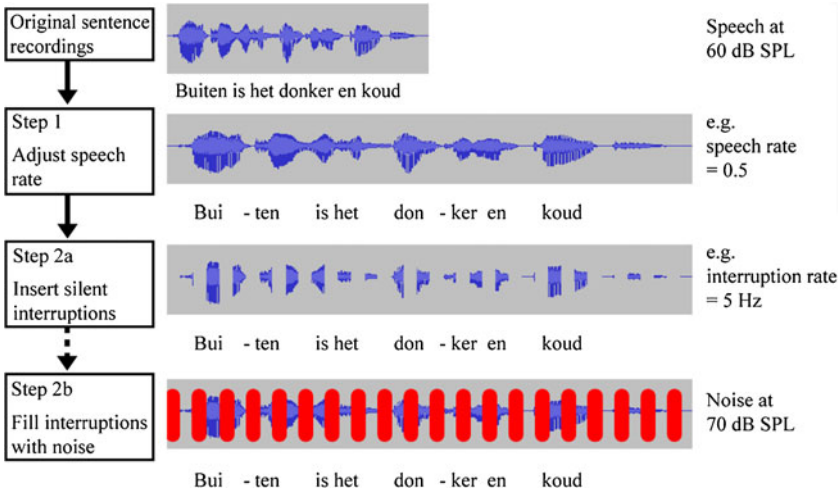 Original sentence
recordings
Speech at
60 dB SPL
Buiten is het donker en koud
Step 1
Adjust speech
rate
e.g.
speech rate
= 0.5
Bui - ten is het don - ker en koud
Step 2a
Insert silent
interruptions
e.g.
interruption rate
= 5 Hz
Bui - ten is het don - ker en koud
Step 2b
Fill interruptions
with noise
Noise at
70 dB SPL
Bui - ten is het don - ker en koud